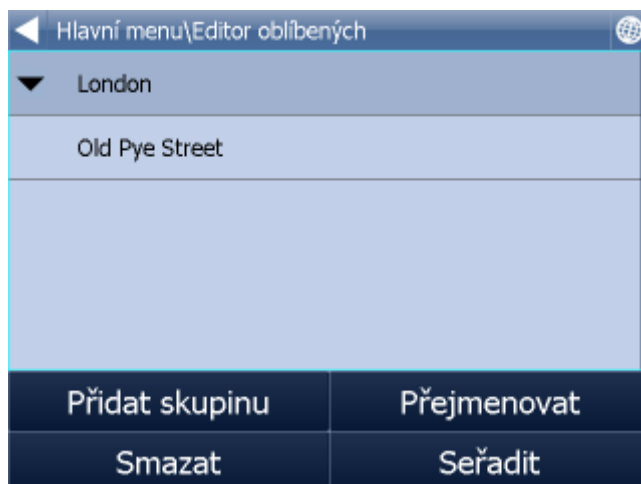 Hlavní menu\Editor oblíbených
London
Old Pye Street
Přidat skupinu
Přejmenovat
Smazat
Seřadit